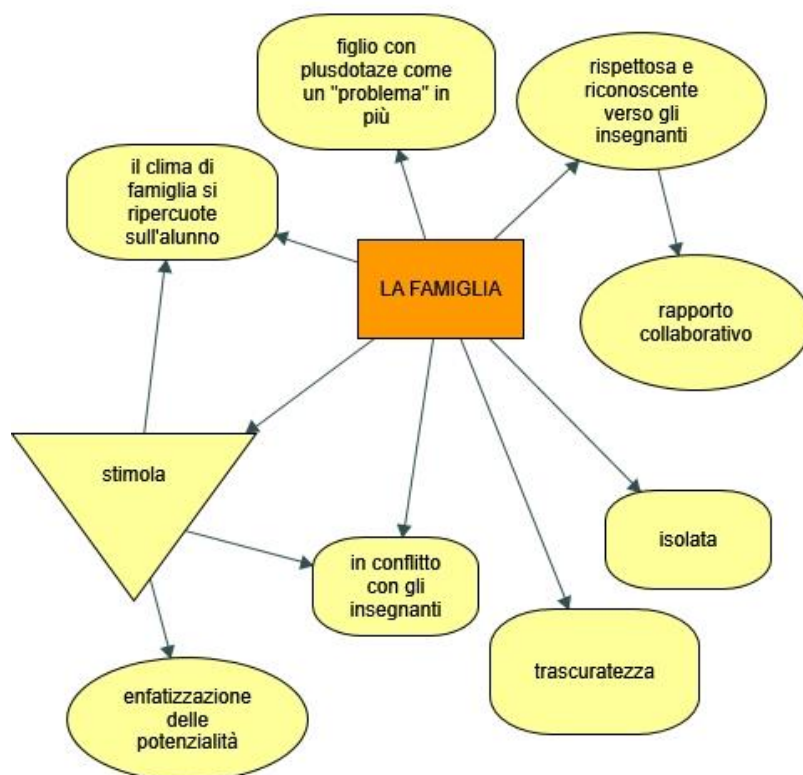 figlio con
plusdotaze come
un "problema" in
più
rispettosa e
riconoscente
verso gli
insegnanti
il clima di
famiglia si
ripercuote
sull'alunno
LA FAMIGLIA
rapporto
collaborativo
stimola
isolata
in conflitto
con gli
insegnanti
trascuratezza
enfatizzazione
delle
potenzialità